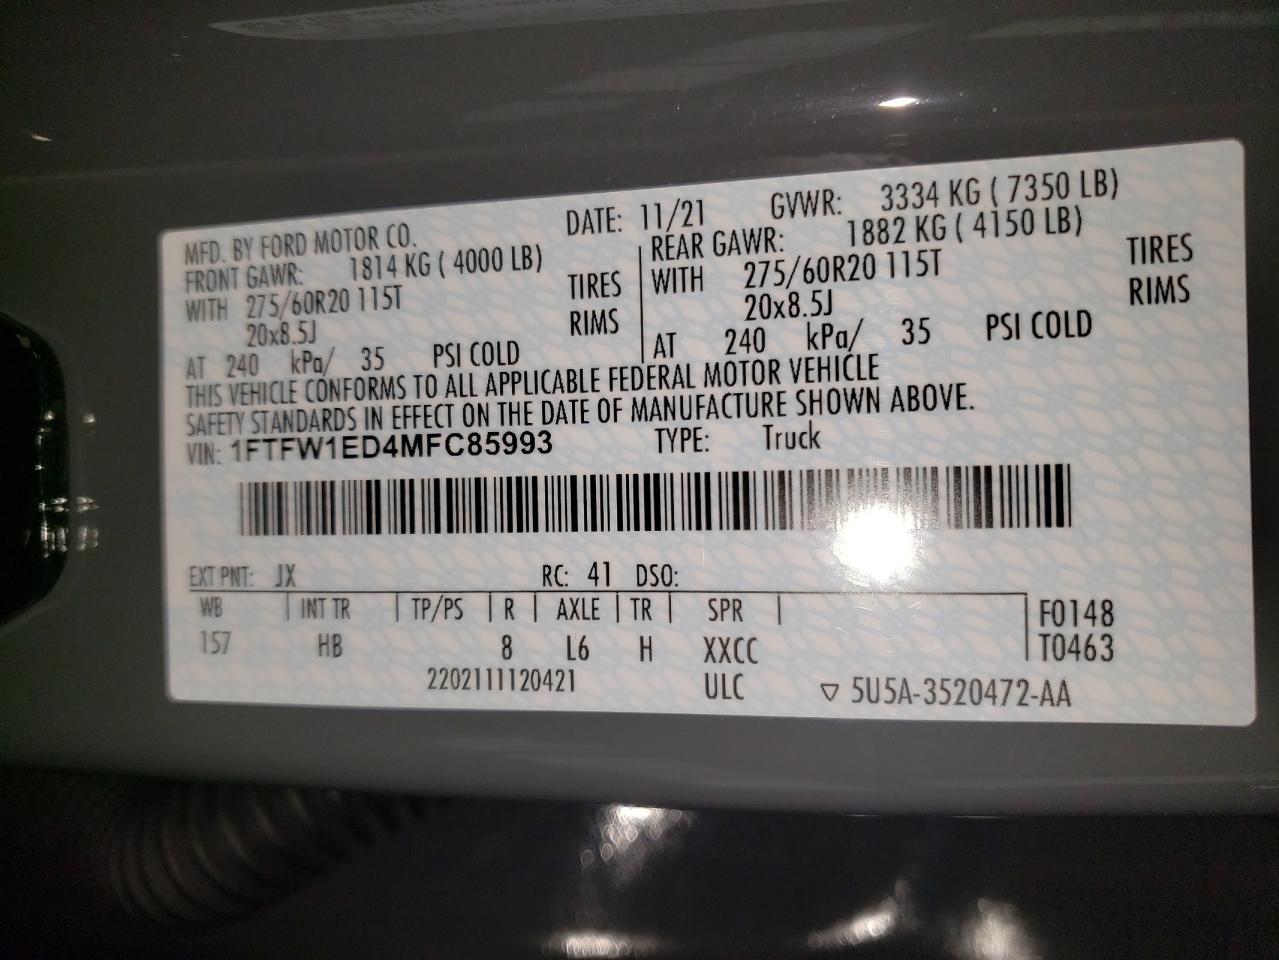 MFD. BY FORD MOTOR CO. DATE: 11/21 GVWR: 3334 KG ( 7350 LB)
FRONT GAWR: 1814 KG ( 4000 LB) REAR GAWR: 1882 KG ( 4150 LB)
WITH 275/60R20 115T TIRES WITH 275/60R20 115T TIRES
20x8.5J RIMS 20x8.5J RIMS
AT 240 kPa/ 35 PSI COLD AT 240 kPa/ 35 PSI COLD
THIS VEHICLE CONFORMS TO ALL APPLICABLE FEDERAL MOTOR VEHICLE
SAFETY STANDARDS IN EFFECT ON THE DATE OF MANUFACTURE SHOWN ABOVE.
VIN: 1FTFW1ED4MFC85993 TYPE: Truck
EXT PNT: JX RC: 41 DSO:
WB INT TR TP/PS R AXLE TR SPR F0148
157 HB 8 L6 H XXCC T0463
2202111120421 ULC ▽ 5U5A-3520472-AA